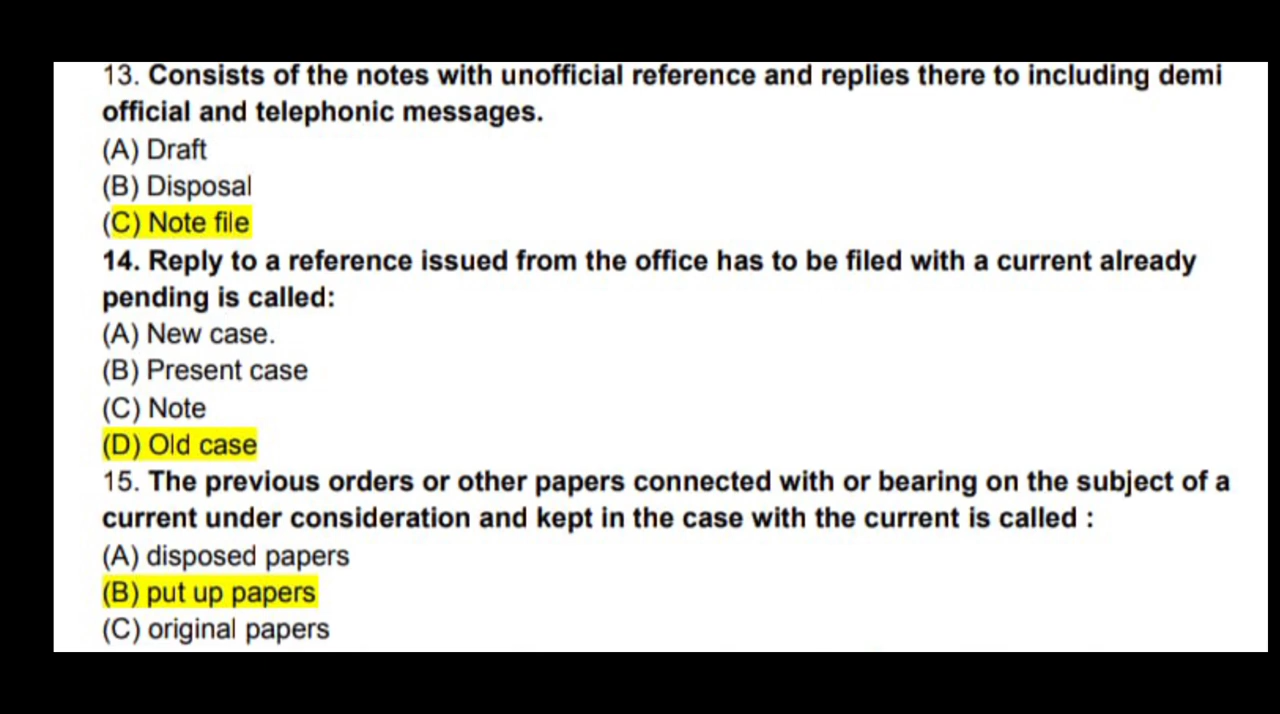 13. Consists of the notes with unofficial reference and replies there to including demi
official and telephonic messages.
(A) Draft
(B) Disposal
(C) Note file
14. Reply to a reference issued from the office has to be filed with a current already
pending is called:
(A) New case.
(B) Present case
(C) Note
(D) Old case
15. The previous orders or other papers connected with or bearing on the subject of a
current under consideration and kept in the case with the current is called :
(A) disposed papers
(B) put up papers
(C) original papers